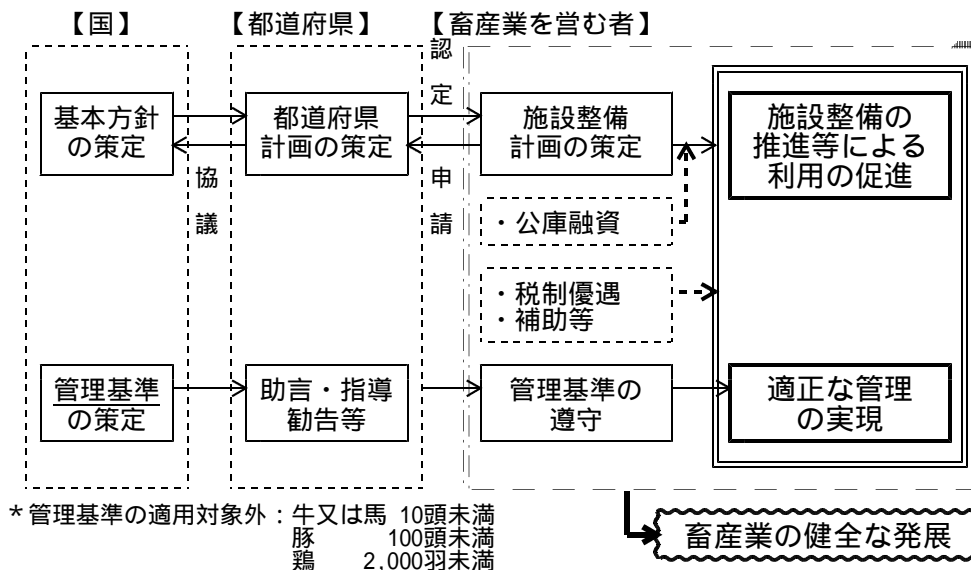 【国】
【都道府県】
【畜産業を営む者】
基本方針
の策定
都道府県
計画の策定
施設整備
計画の策定
施設整備の
推進等による
利用の促進
認定
申請
協議
・公庫融資
・税制優遇
・補助等
管理基準
の策定
助言・指導
勧告等
管理基準の
遵守
適正な管理
の実現
*管理基準の適用対象外：牛又は馬 10頭未満
豚 100頭未満
鶏 2,000羽未満
畜産業の健全な発展